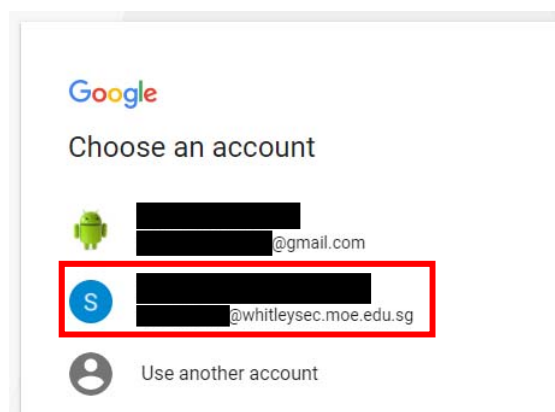 Google
Choose an account
@gmail.com
S
@whitleysec.moe.edu.sg
Use another account